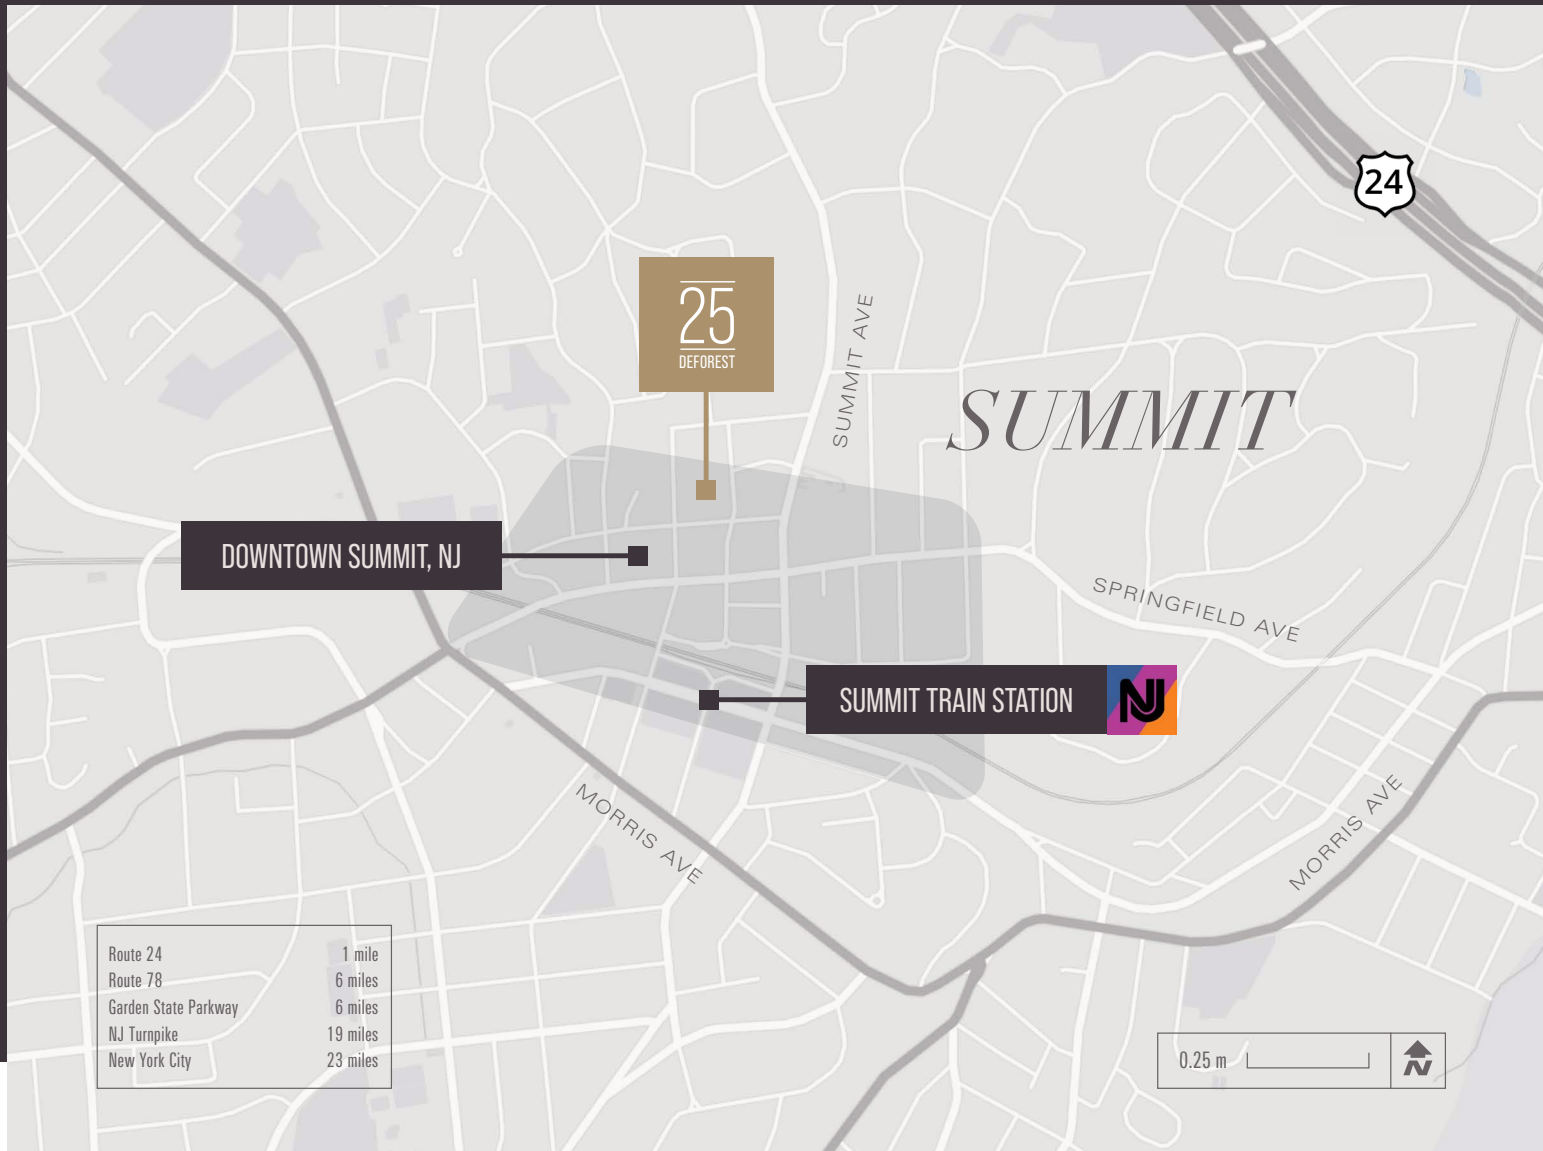 24
25
DEFOREST
SUMMIT AVE
SUMMIT
DOWNTOWN SUMMIT, NJ
SPRINGFIELD AVE
SUMMIT TRAIN STATION NJ
MORRIS AVE
MORRIS AVE
Route 24 1 mile
Route 78 6 miles
Garden State Parkway 6 miles
NJ Turnpike 19 miles
New York City 23 miles
0.25 m
N